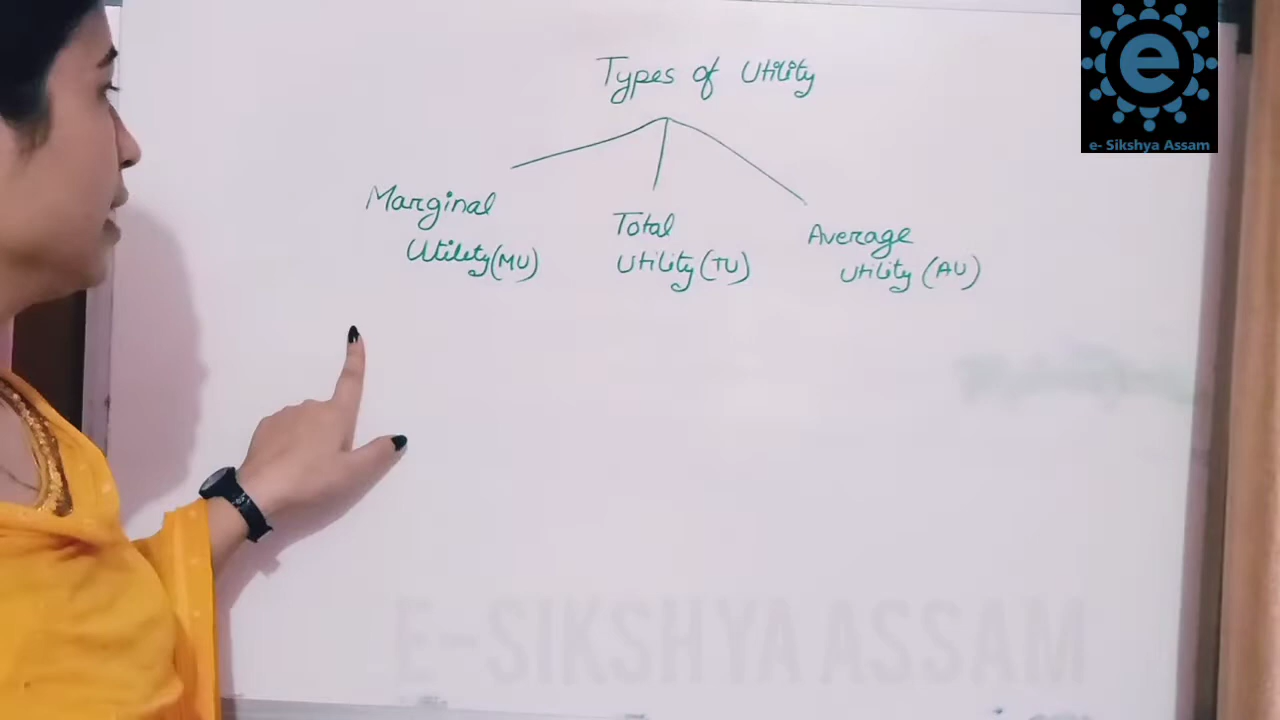 Types of Utility
Marginal
Utility (MU)
Total
Utility (TU)
Average
Utility (AU)
e
e- Sikshya Assam
E-SIKSHYA ASSAM